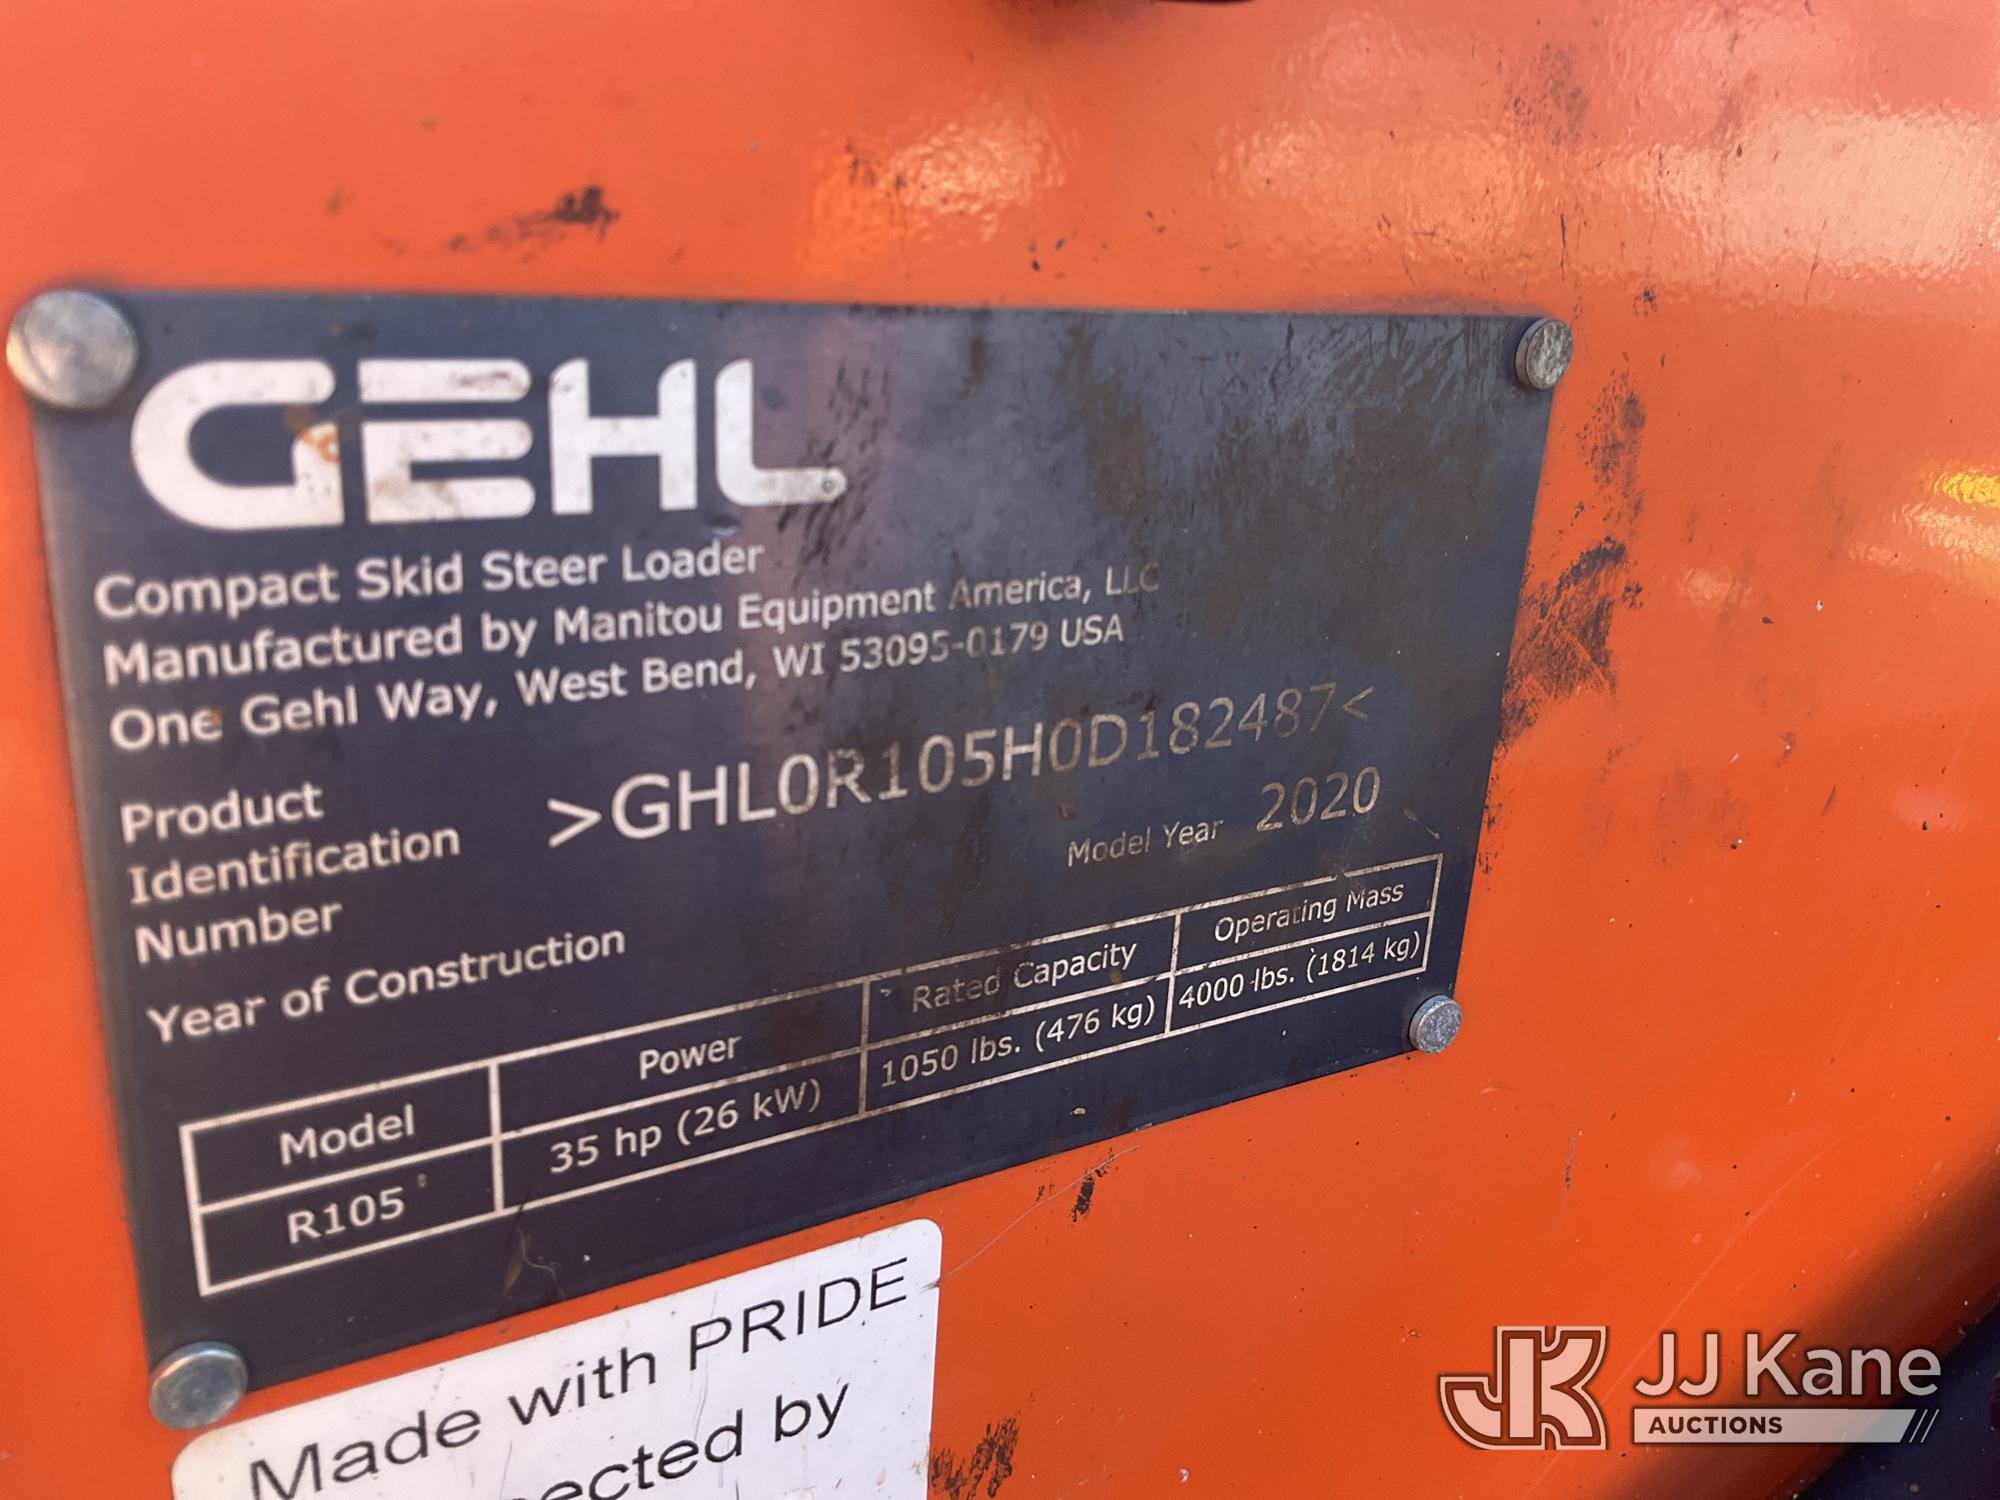 GEHL
Compact Skid Steer Loader
Manufactured by Manitou Equipment America, LLC
One Gehl Way, West Bend, WI 53095-0179 USA
Product
Identification
Number
>GHL0R105H0D182487<
Model Year 2020
Year of Construction
Model Power Rated Capacity Operating Mass
R105 35 hp (26 kW) 1050 lbs. (476 kg) 4000 lbs. (1814 kg)
Made with PRIDE
by
JJ Kane
AUCTIONS